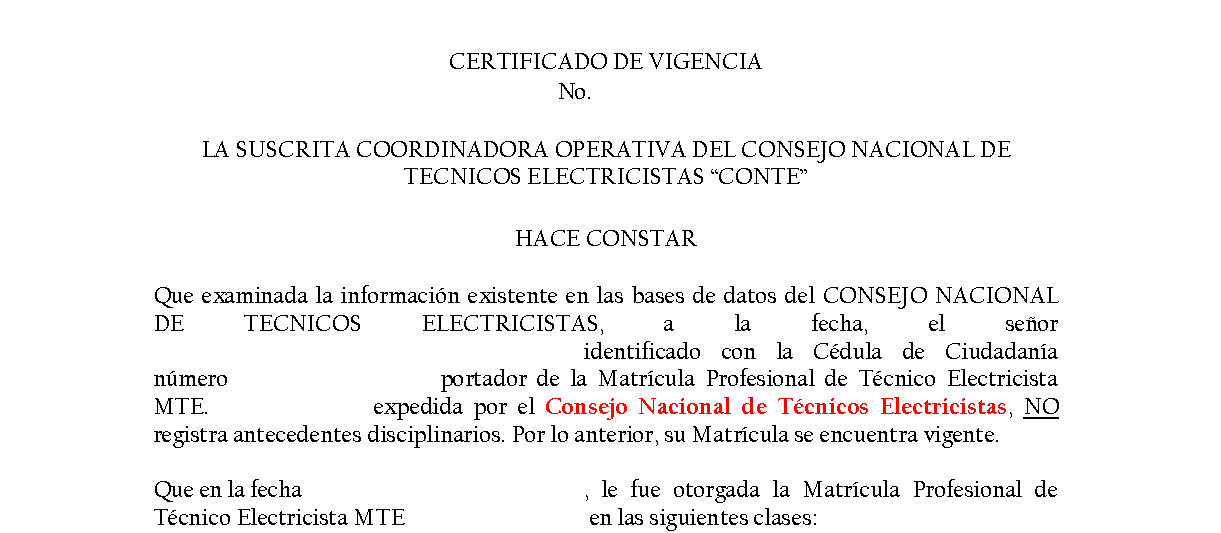 CERTIFICADO DE VIGENCIA
No.
LA SUSCRITA COORDINADORA OPERATIVA DEL CONSEJO NACIONAL DE
TECNICOS ELECTRICISTAS “CONTE”
HACE CONSTAR
Que examinada la información existente en las bases de datos del CONSEJO NACIONAL
DE TECNICOS ELECTRICISTAS, a la fecha, el señor
identificado con la Cédula de Ciudadanía
número portador de la Matrícula Profesional de Técnico Electricista
MTE. expedida por el Consejo Nacional de Técnicos Electricistas, NO
registra antecedentes disciplinarios. Por lo anterior, su Matrícula se encuentra vigente.
Que en la fecha , le fue otorgada la Matrícula Profesional de
Técnico Electricista MTE en las siguientes clases: